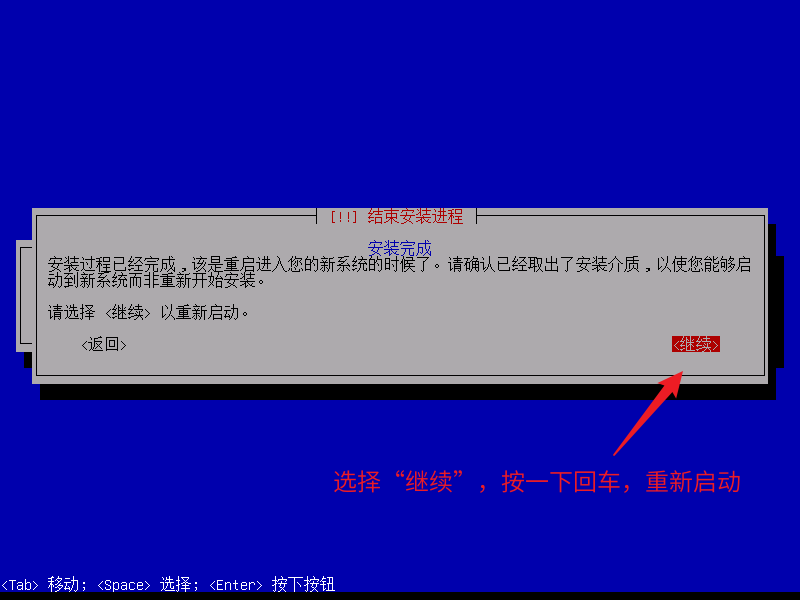 [!!] 结束安装进程
安装完成
安装过程已经完成，该是重启进入您的新系统的时候了。请确认已经取出了安装介质，以使您能够启
动到新系统而非重新开始安装。
请选择 <继续> 以重新启动。
<返回> <继续>
选择“继续”，按一下回车，重新启动
<Tab> 移动; <Space> 选择; <Enter> 按下按钮